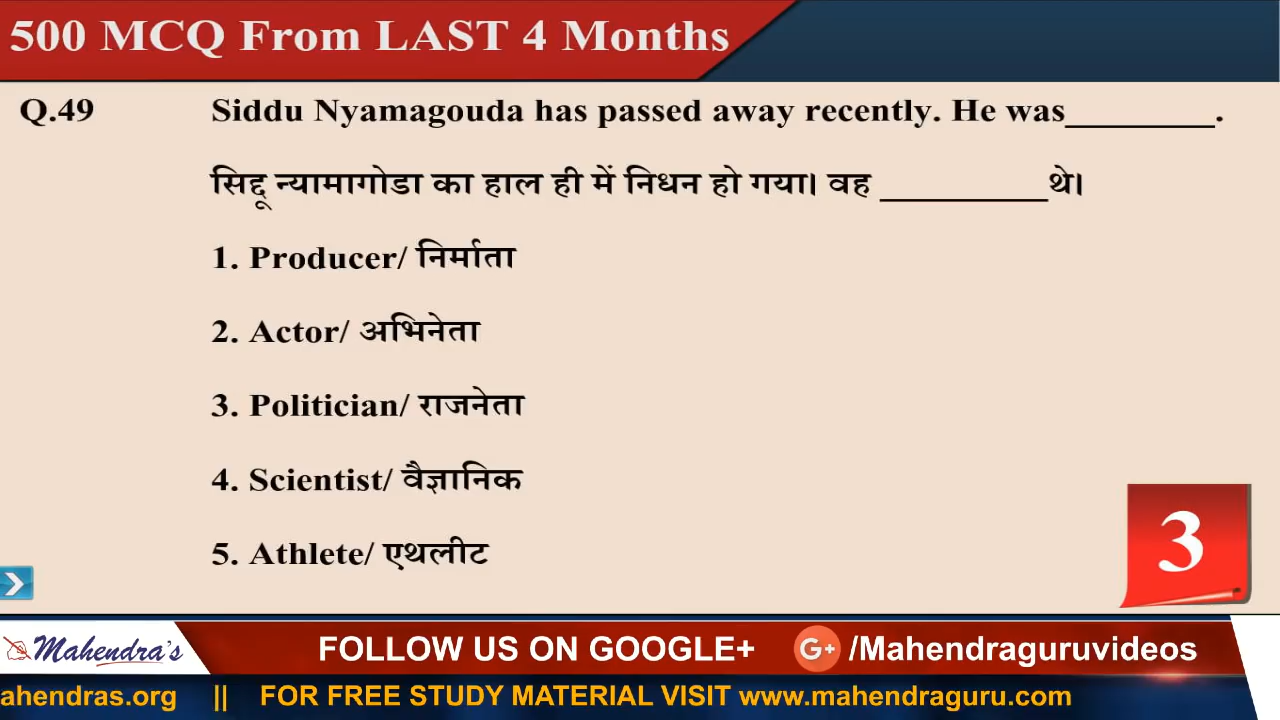 500 MCQ From LAST 4 Months
Q.49 Siddu Nyamagouda has passed away recently. He was_________.
सिद्दू न्यामागोडा का हाल ही में निधन हो गया। वह __________थे।
1. Producer/ निर्माता
2. Actor/ अभिनेता
3. Politician/ राजनेता
4. Scientist/ वैज्ञानिक
5. Athlete/ एथलीट
3
Mahendra's FOLLOW US ON GOOGLE+ G+ /Mahendraguruvideos
ahendras.org || FOR FREE STUDY MATERIAL VISIT www.mahendraguru.com